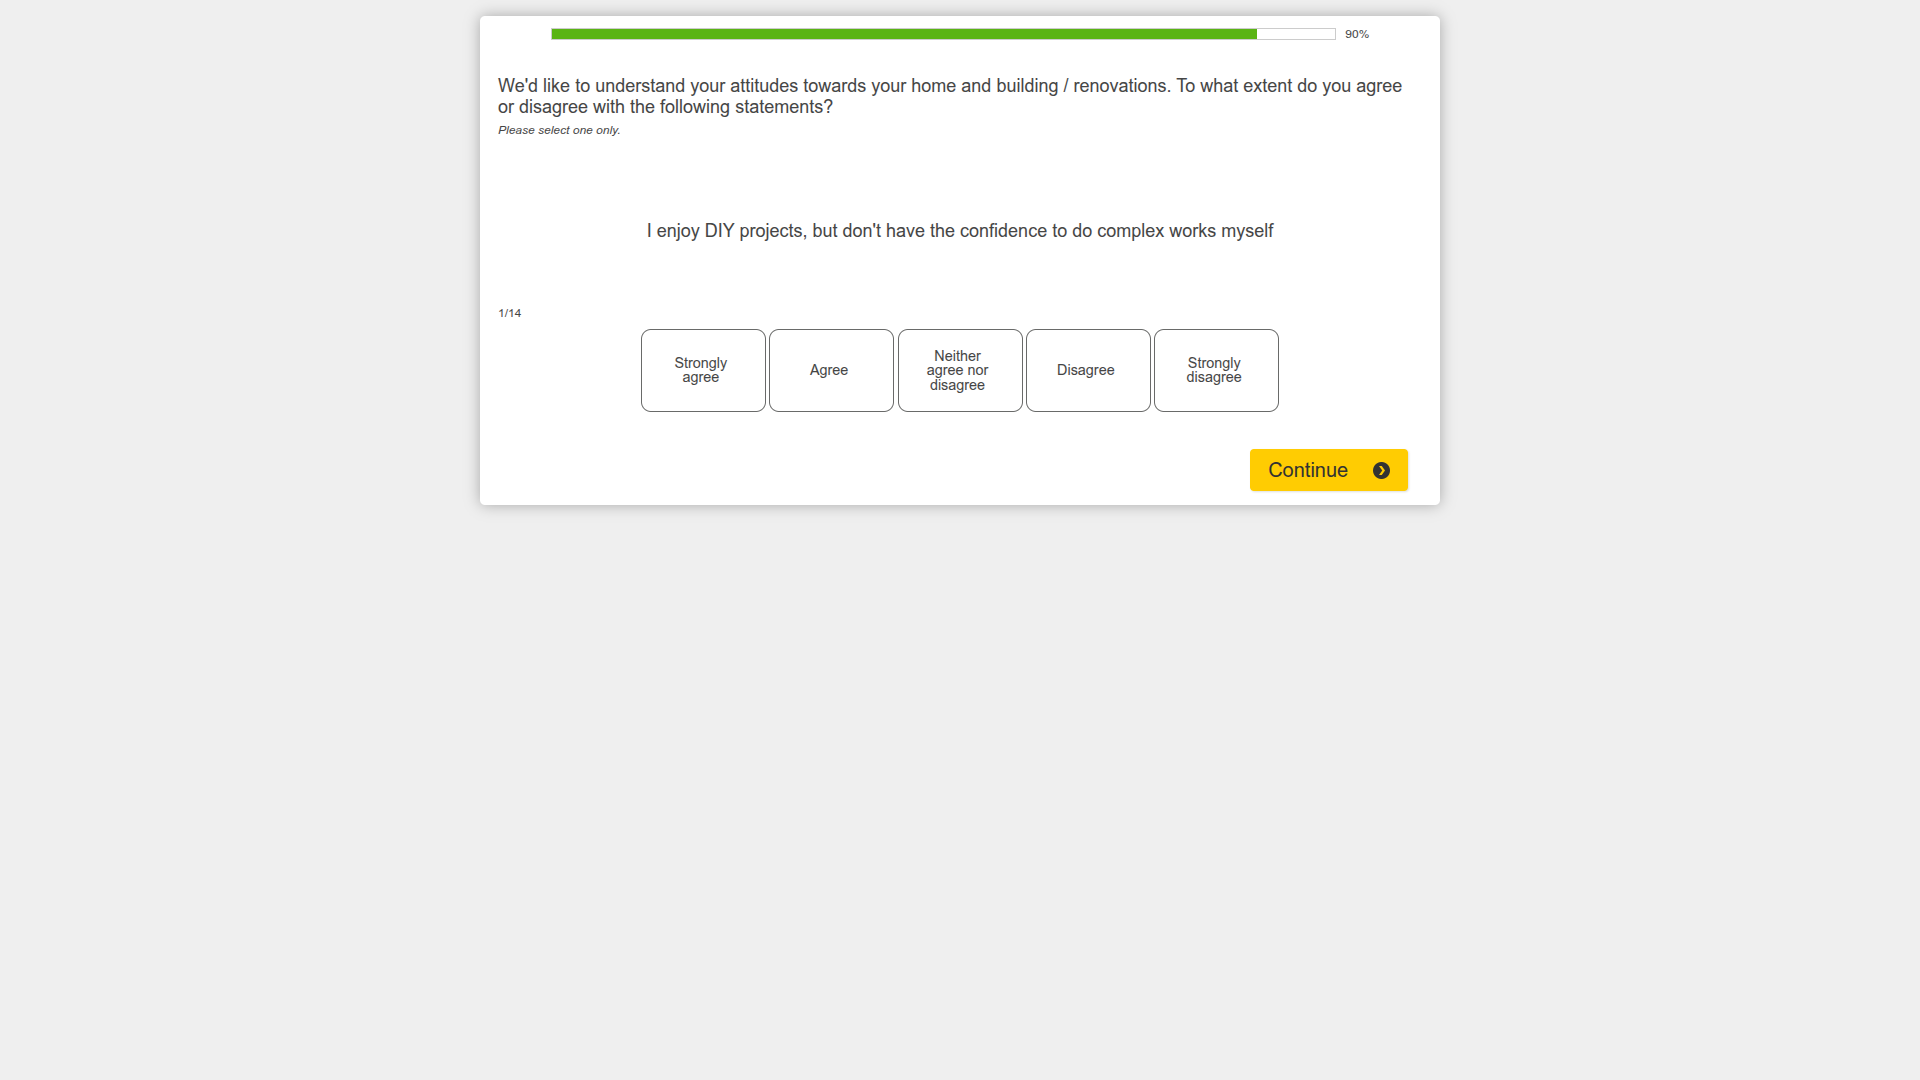 90%
We'd like to understand your attitudes towards your home and building / renovations. To what extent do you agree
or disagree with the following statements?
Please select one only.
I enjoy DIY projects, but don't have the confidence to do complex works myself
1/14
Strongly
agree
Agree
Neither
agree nor
disagree
Disagree
Strongly
disagree
Continue